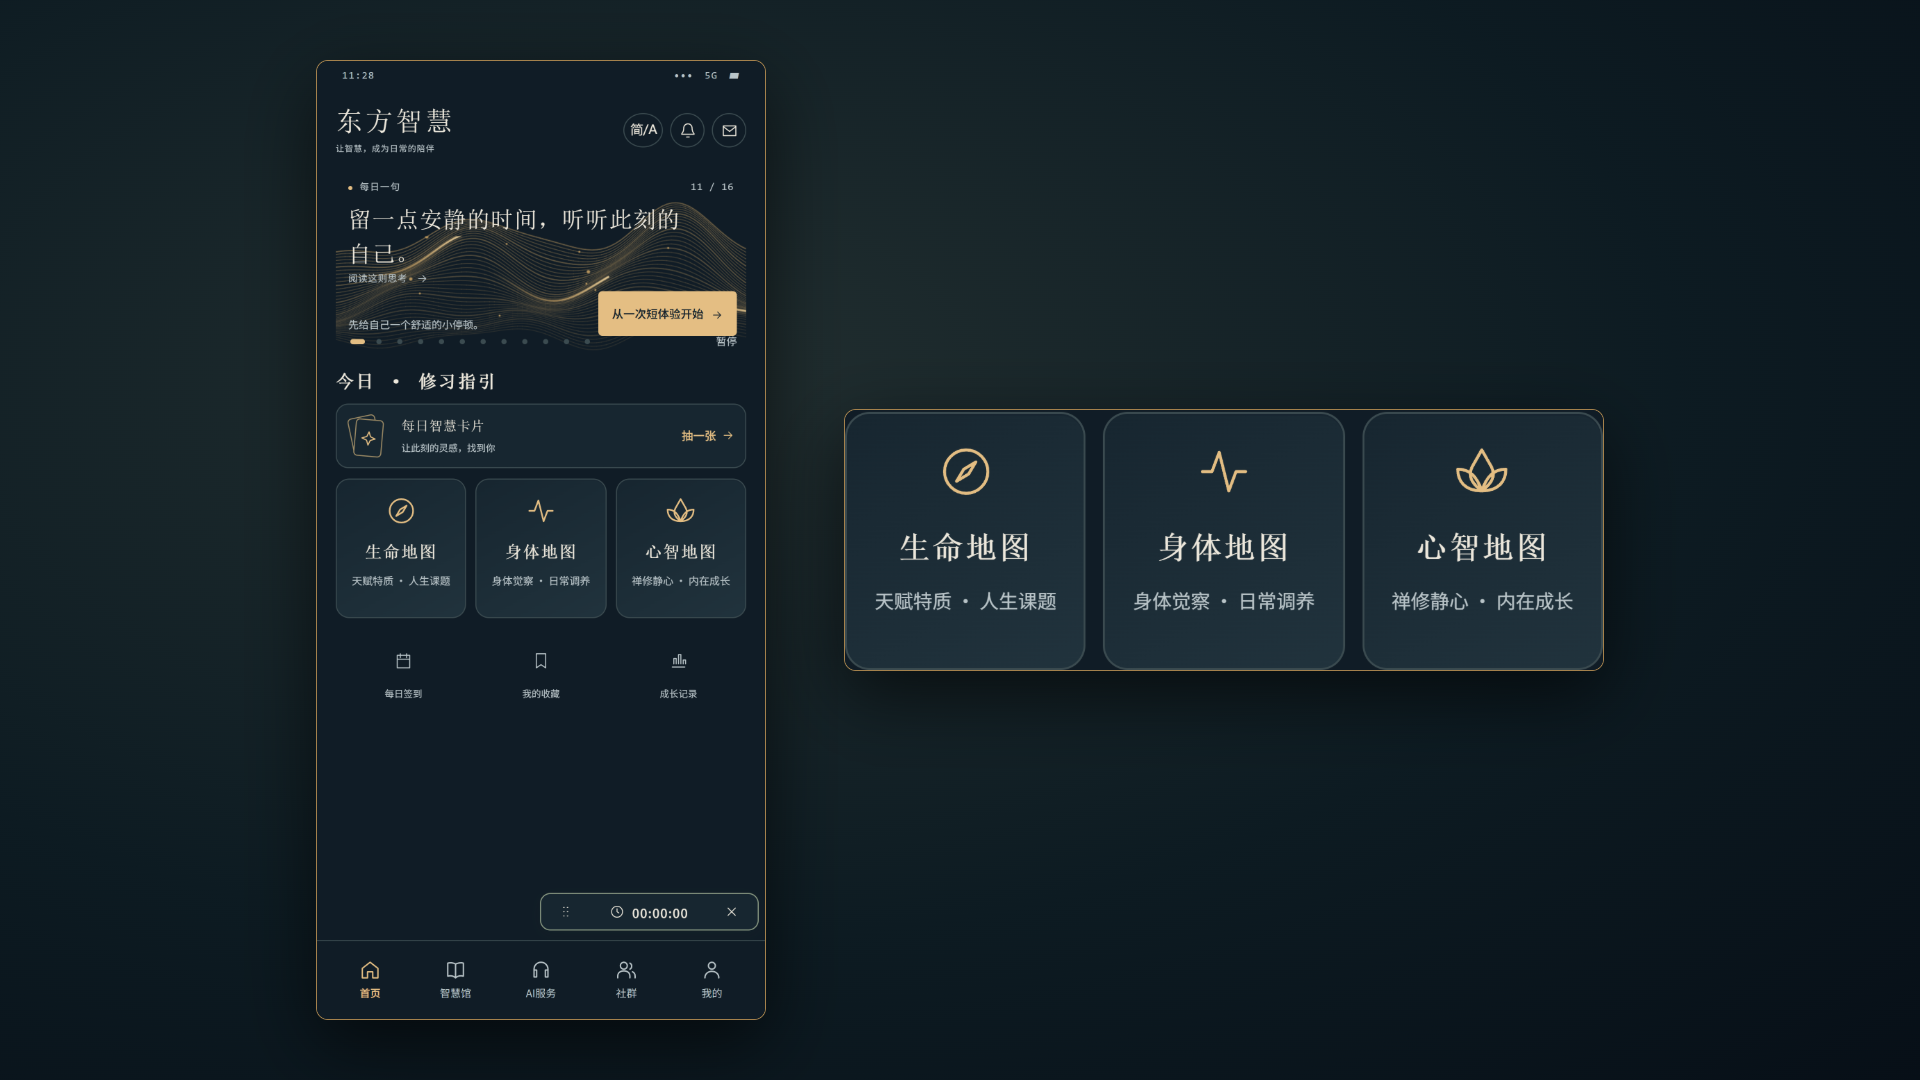 11:28
5G
东方智慧
让智慧，成为日常的陪伴
简/A
每日一句
11 / 16
留一点安静的时间，听听此刻的
自己。
阅读这则思考 →
从一次短体验开始 →
先给自己一个舒适的小停顿。
暂停
今日 · 修习指引
每日智慧卡片
让此刻的灵感，找到你
抽一张 →
生命地图
天赋特质 · 人生课题
身体地图
身体觉察 · 日常调养
心智地图
禅修静心 · 内在成长
每日签到
我的收藏
成长记录
00:00:00
首页
智慧馆
AI服务
社群
我的
生命地图
天赋特质 · 人生课题
身体地图
身体觉察 · 日常调养
心智地图
禅修静心 · 内在成长